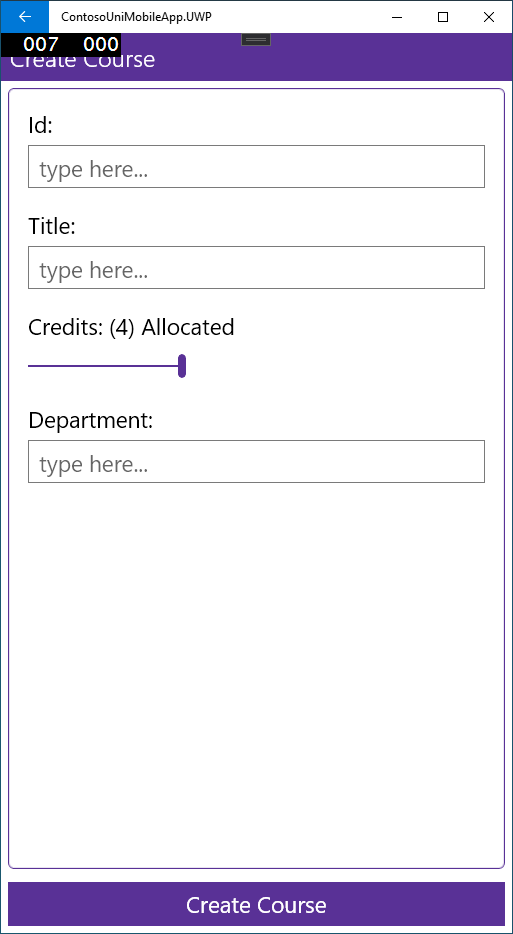 ContosoUniMobileApp.UWP
007 000
Create Course
Id:
type here...
Title:
type here...
Credits: (4) Allocated
Department:
type here...
Create Course